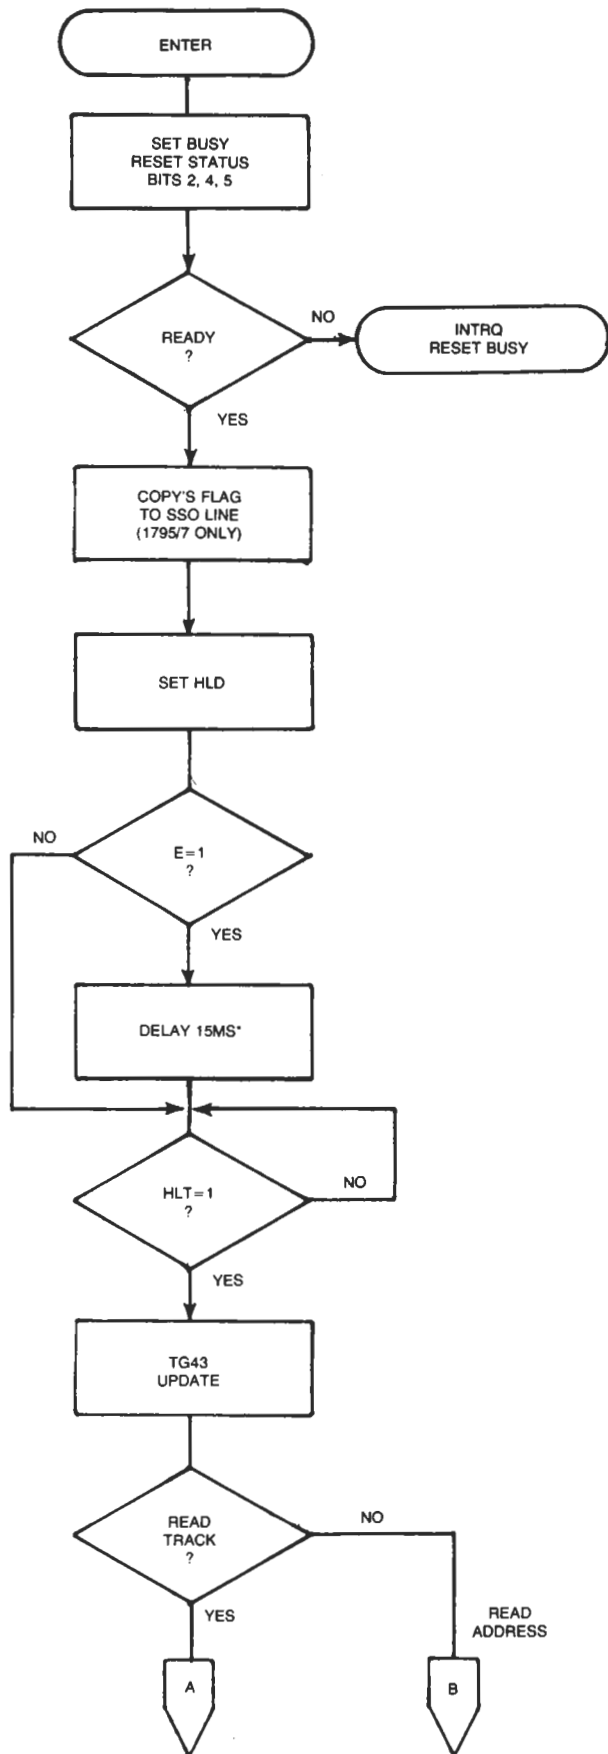 ENTER
SET BUSY
RESET STATUS
BITS 2, 4, 5
READY
?
NO
INTRQ
RESET BUSY
YES
COPY'S FLAG
TO SSO LINE
(1795/7 ONLY)
SET HLD
NO
E=1
?
YES
DELAY 15MS*
HLT=1
?
NO
YES
TG43
UPDATE
READ
TRACK
?
NO
YES
READ
ADDRESS
A
B